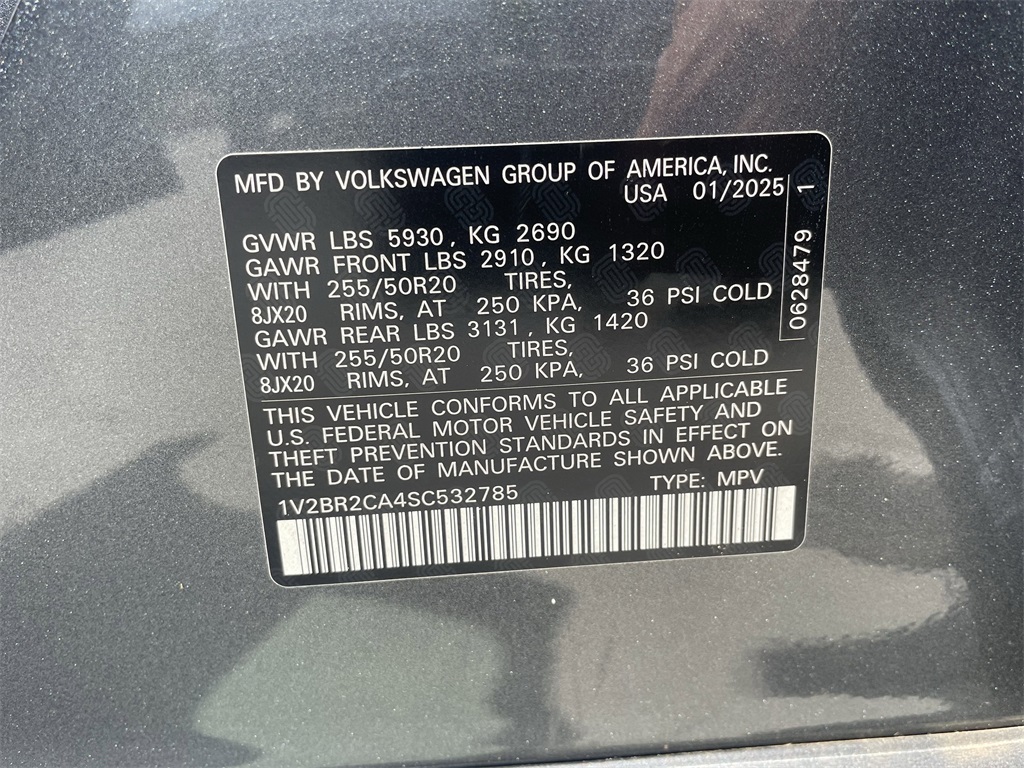 MFD BY VOLKSWAGEN GROUP OF AMERICA, INC.
USA 01/2025
GVWR LBS 5930, KG 2690
GAWR FRONT LBS 2910, KG 1320
WITH 255/50R20 TIRES,
8JX20 RIMS, AT 250 KPA, 36 PSI COLD
GAWR REAR LBS 3131, KG 1420
WITH 255/50R20 TIRES,
8JX20 RIMS, AT 250 KPA, 36 PSI COLD
THIS VEHICLE CONFORMS TO ALL APPLICABLE
U.S. FEDERAL MOTOR VEHICLE SAFETY AND
THEFT PREVENTION STANDARDS IN EFFECT ON
THE DATE OF MANUFACTURE SHOWN ABOVE.
1V2BR2CA4SC532785 TYPE: MPV
0628479 1